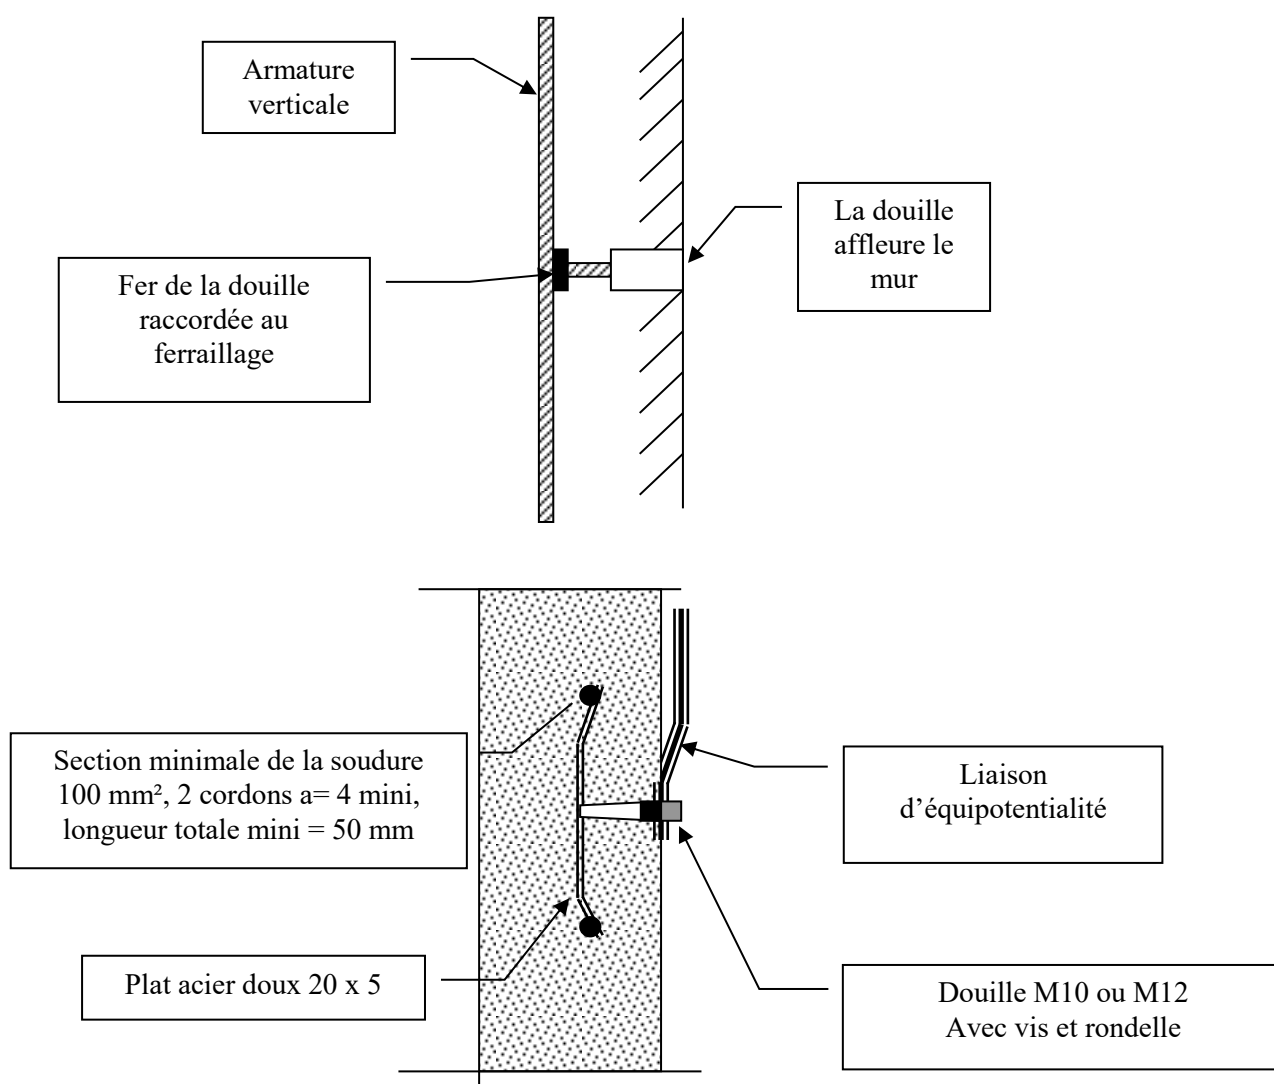 Armature
verticale
La douille
affleure le
mur
Fer de la douille
raccordée au
ferraillage
Section minimale de la soudure
100 mm², 2 cordons a= 4 mini,
longueur totale mini = 50 mm
Liaison
d’équipotentialité
Plat acier doux 20 x 5
Douille M10 ou M12
Avec vis et rondelle